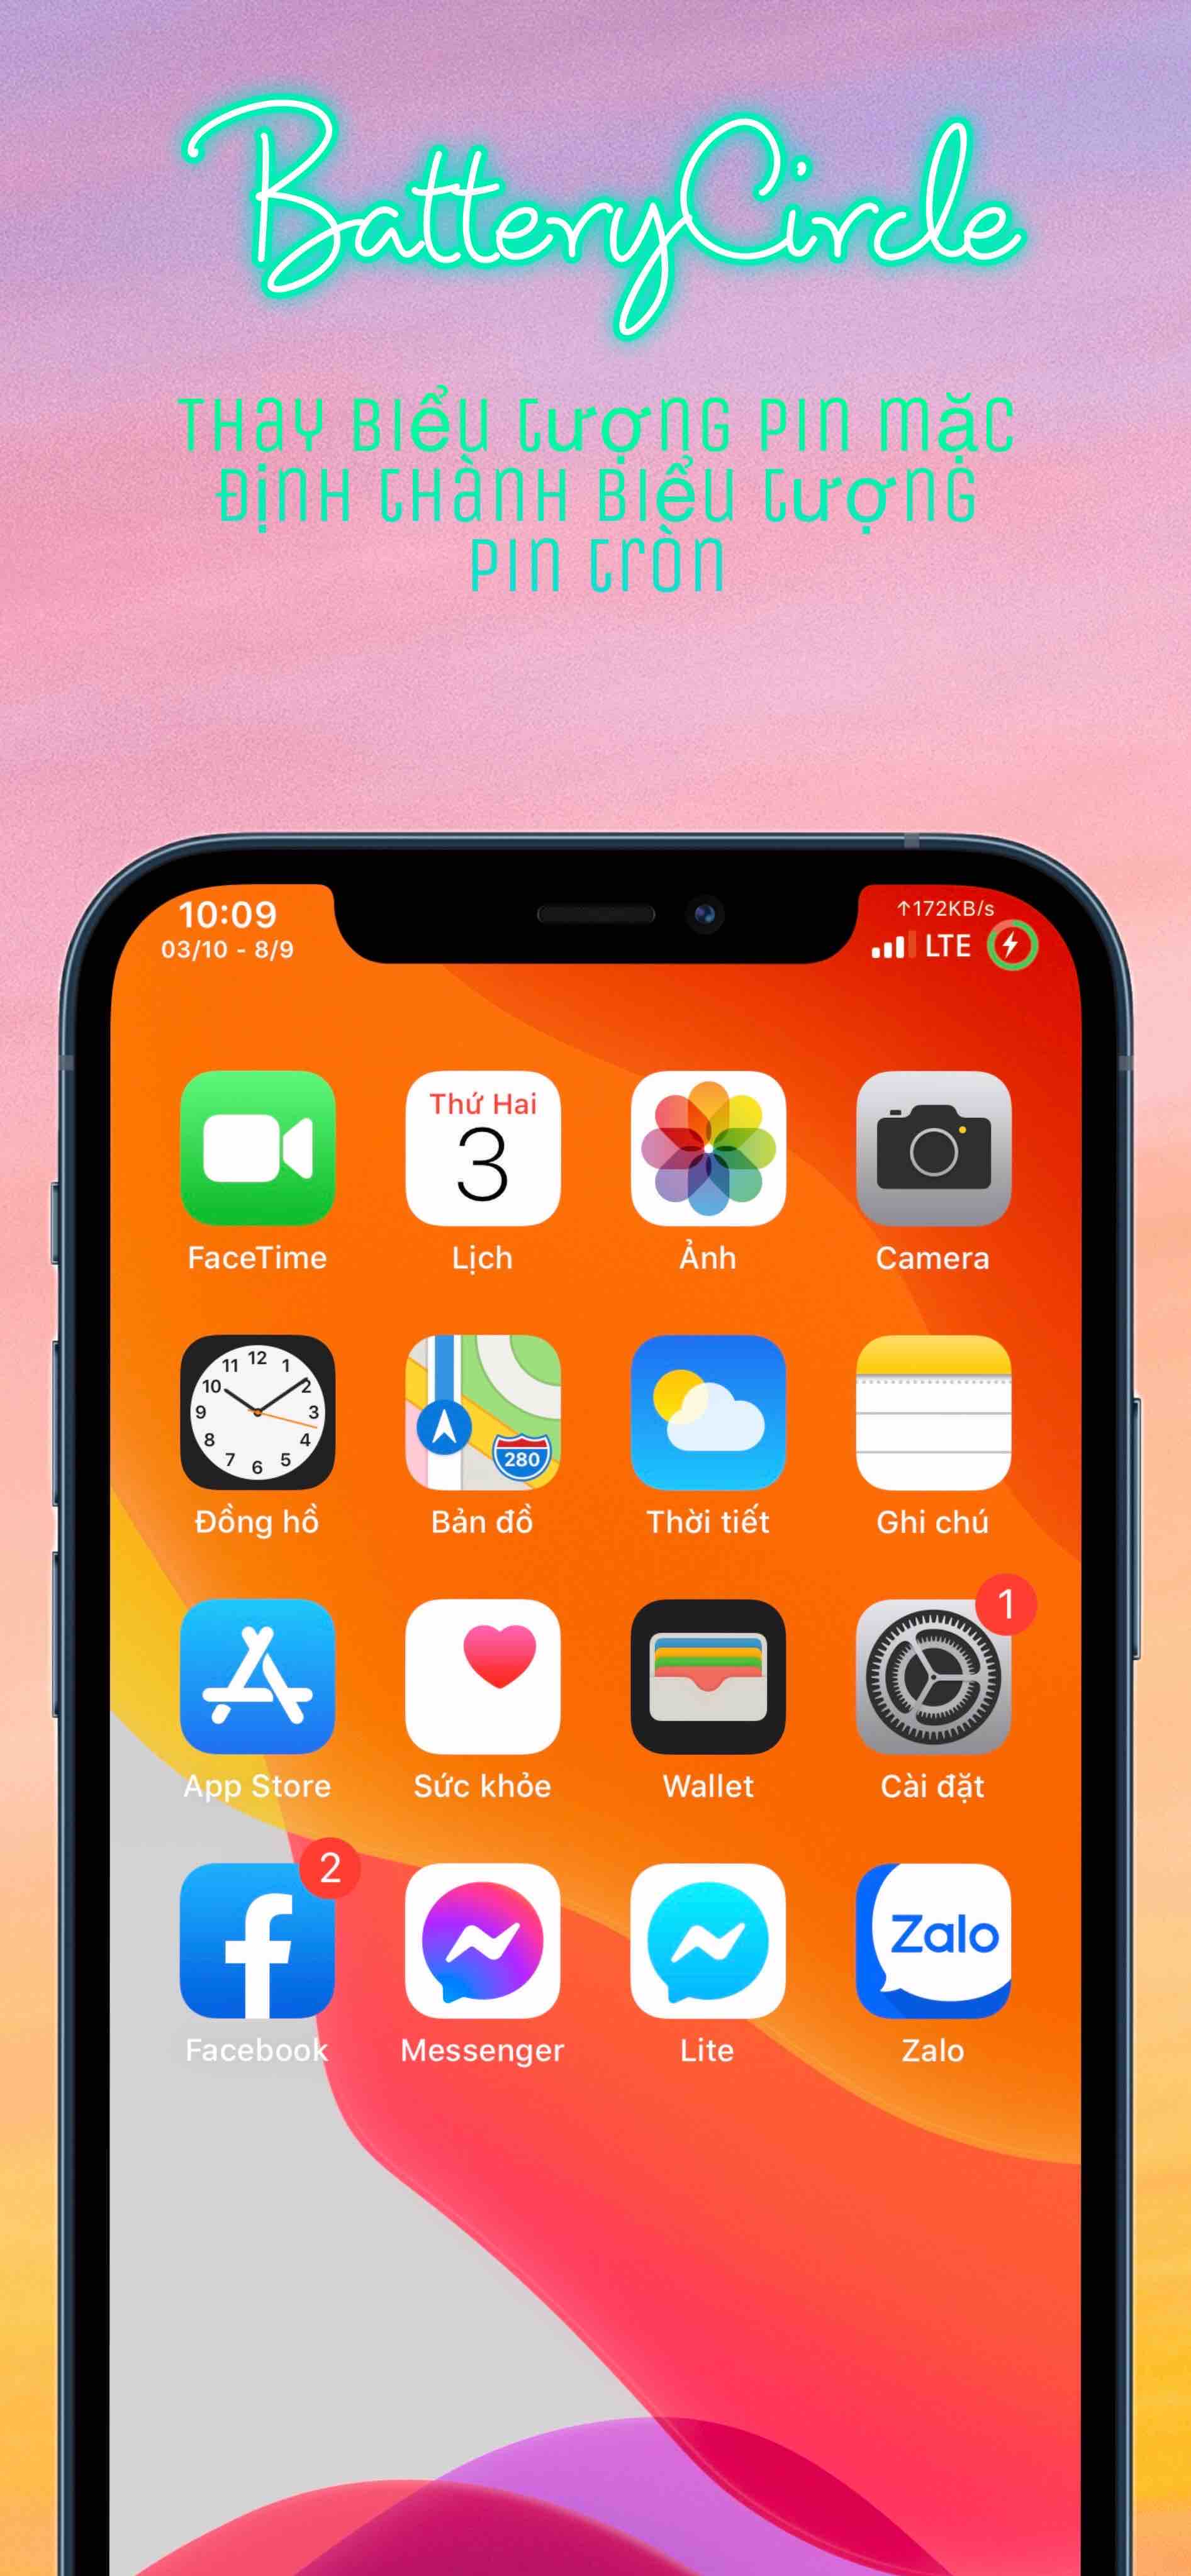 BatteryCircle
Thay biểu tượng pin mặc
định thành biểu tượng
pin tròn
10:09
↑172KB/s
03/10 - 8/9
LTE
Thứ Hai
3
FaceTime
Lịch
Ảnh
Camera
12
11
1
10
2
9
3
8
4
7
5
6
280
Đồng hồ
Bản đồ
Thời tiết
Ghi chú
1
App Store
Sức khỏe
Wallet
Cài đặt
2
Zalo
Facebook
Messenger
Lite
Zalo